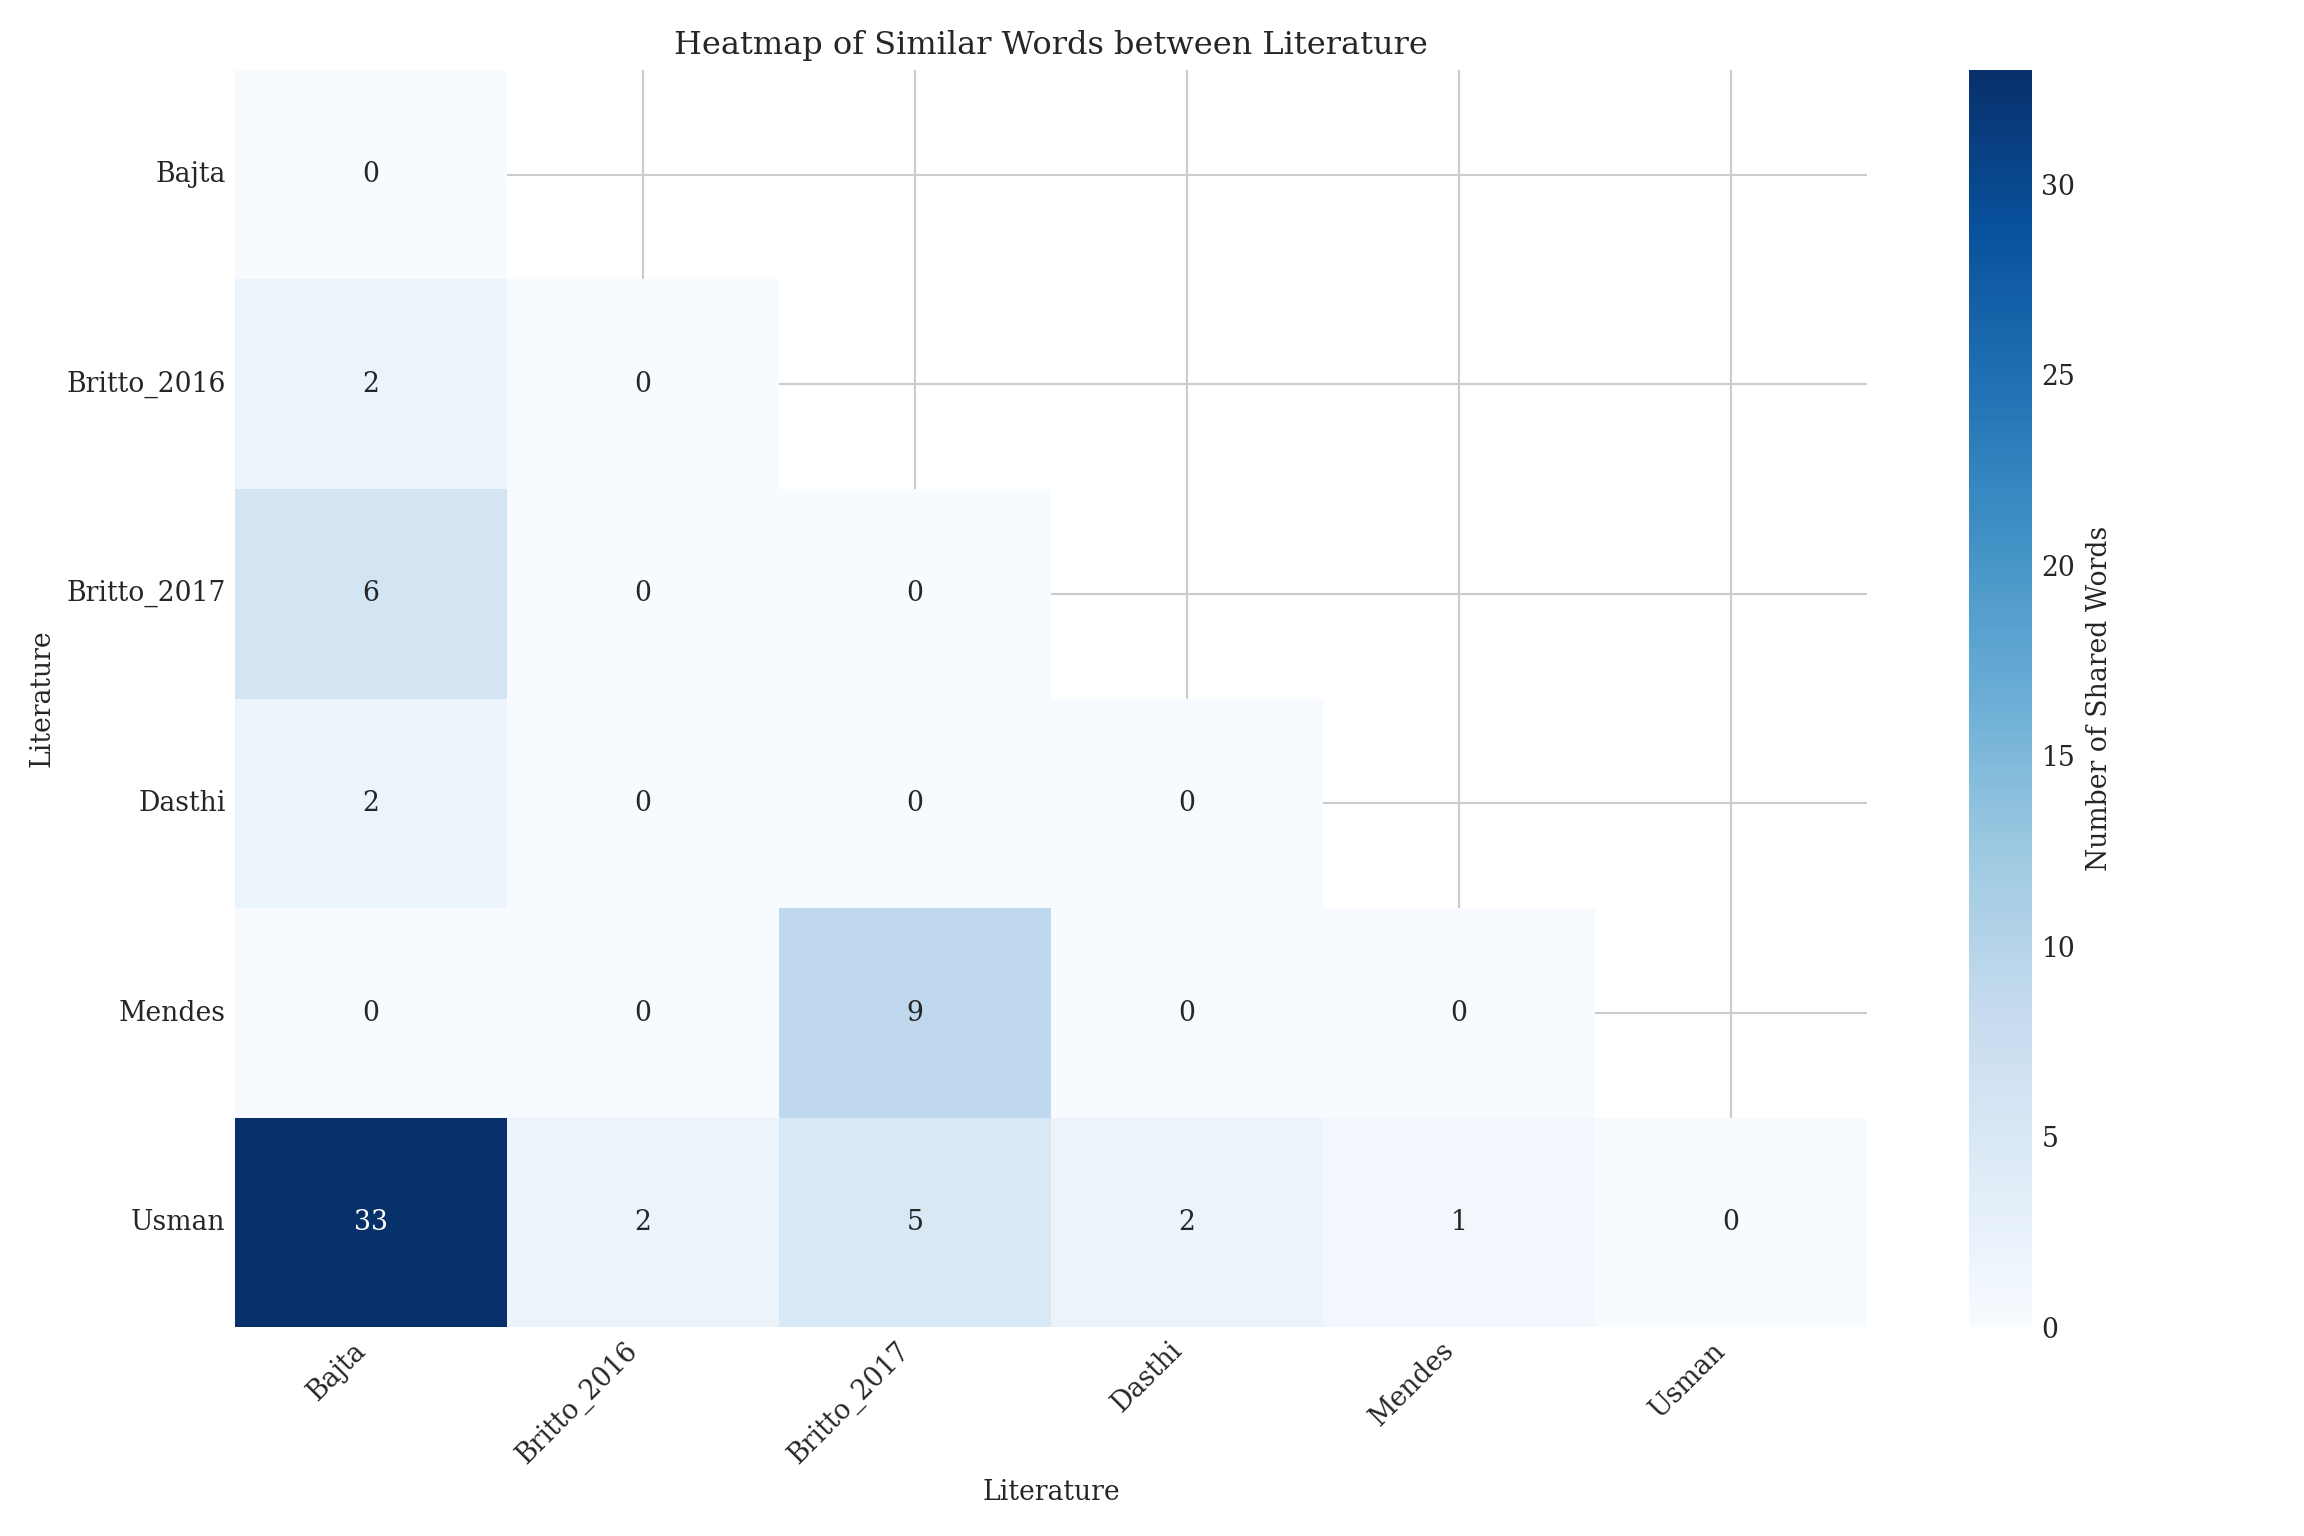 Heatmap of Similar Words between Literature
Bajta
0
Britto_2016
2 0
Britto_2017
6 0 0
Dasthi
2 0 0 0
Mendes
0 0 9 0 0
Usman
33 2 5 2 1 0
Literature
Bajta
Britto_2016
Britto_2017
Dasthi
Mendes
Usman
Literature
30
25
20
15
10
5
0
Number of Shared Words